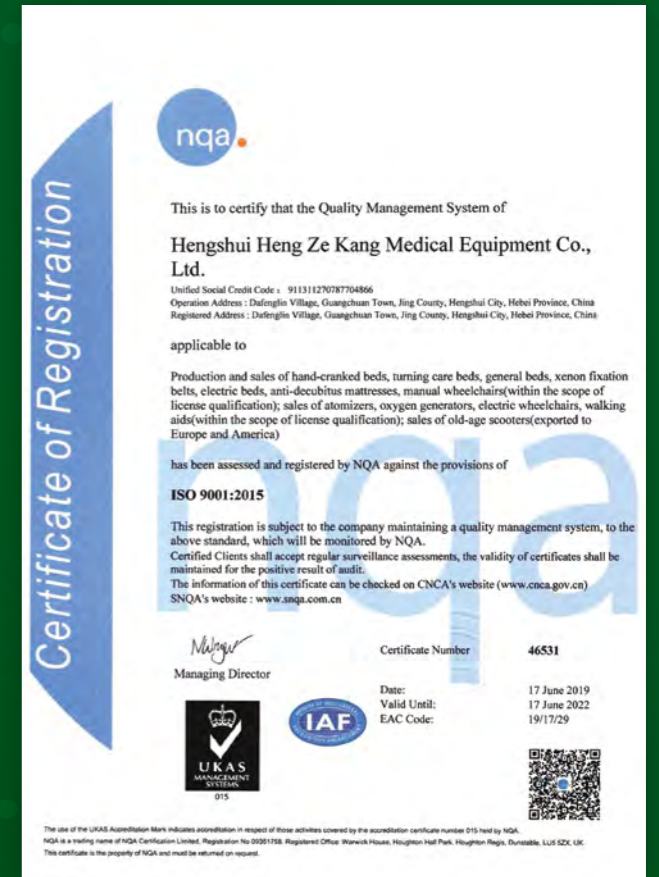 nqa.
Certificate of Registration
This is to certify that the Quality Management System of
Hengshui Heng Ze Kang Medical Equipment Co.,
Ltd.
Unified Social Credit Code : 911311270787704866
Operation Address : Dafenglin Village, Guangchuan Town, Jing County, Hengshui City, Hebei Province, China
Registered Address : Dafenglin Village, Guangchuan Town, Jing County, Hengshui City, Hebei Province, China
applicable to
Production and sales of hand-cranked beds, turning care beds, general beds, xenon fixation
belts, electric beds, anti-decubitus mattresses, manual wheelchairs(within the scope of
license qualification); sales of atomizers, oxygen generators, electric wheelchairs, walking
aids(within the scope of license qualification); sales of old-age scooters(exported to
Europe and America)
has been assessed and registered by NQA against the provisions of
nqa
ISO 9001:2015
This registration is subject to the company maintaining a quality management system, to the
above standard, which will be monitored by NQA.
Certified Clients shall accept regular surveillance assessments, the validity of certificates shall be
maintained for the positive result of audit.
The information of this certificate can be checked on CNCA's website (www.cnca.gov.cn)
SNQA's website : www.snqa.com.cn
Managing Director
Certificate Number 46531
Date: 17 June 2019
Valid Until: 17 June 2022
EAC Code: 19/17/29
UKAS
MANAGEMENT
SYSTEMS
015
IAF
The use of the UKAS Accreditation Mark indicates accreditation in respect of those activities covered by the accreditation certificate number 015 held by NQA.
NQA is a trading name of NQA Certification Limited, Registration No 09351758. Registered Office: Warwick House, Houghton Hall Park, Houghton Regis, Dunstable, LU5 5ZX, UK.
This certificate is the property of NQA and must be returned on request.